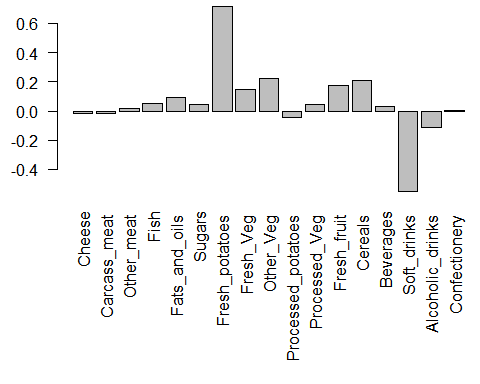 0.6
0.4
0.2
0.0
-0.2
-0.4
Cheese
Carcass_meat
Other_meat
Fish
Fats_and_oils
Sugars
Fresh_potatoes
Fresh_Veg
Other_Veg
Processed_potatoes
Processed_Veg
Fresh_fruit
Cereals
Beverages
Soft_drinks
Alcoholic_drinks
Confectionery